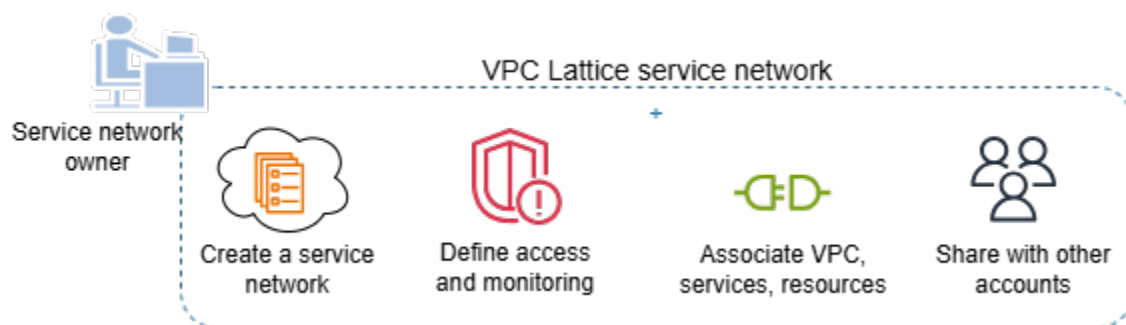 VPC Lattice service network
Service network
owner
Create a service
network
Define access
and monitoring
Associate VPC,
services, resources
Share with other
accounts